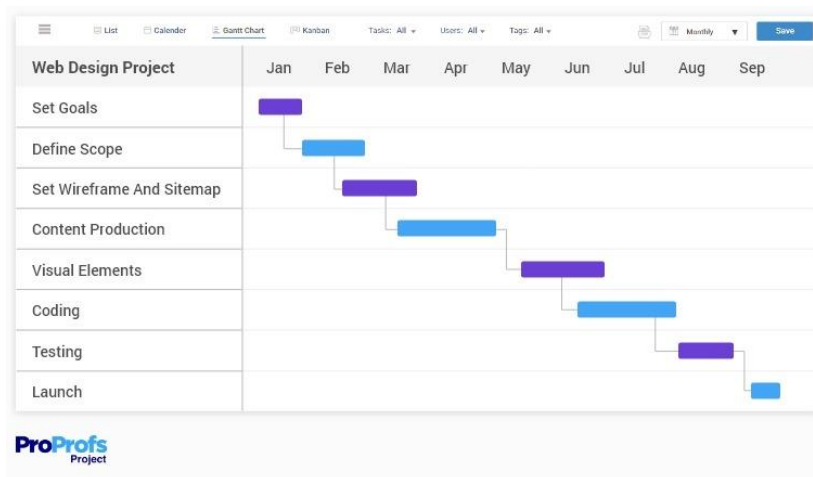 List Calender Gantt Chart Kanban Tasks: All Users: All Tags: All Monthly Save
Web Design Project Jan Feb Mar Apr May Jun Jul Aug Sep
Set Goals
Define Scope
Set Wireframe And Sitemap
Content Production
Visual Elements
Coding
Testing
Launch
ProProfs
Project